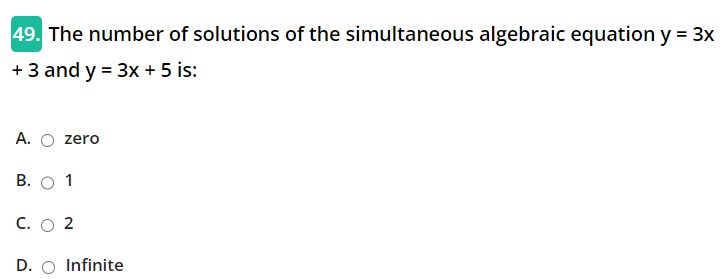 49. The number of solutions of the simultaneous algebraic equation y = 3x
+ 3 and y = 3x + 5 is:
A. zero
B. 1
C. 2
D. Infinite